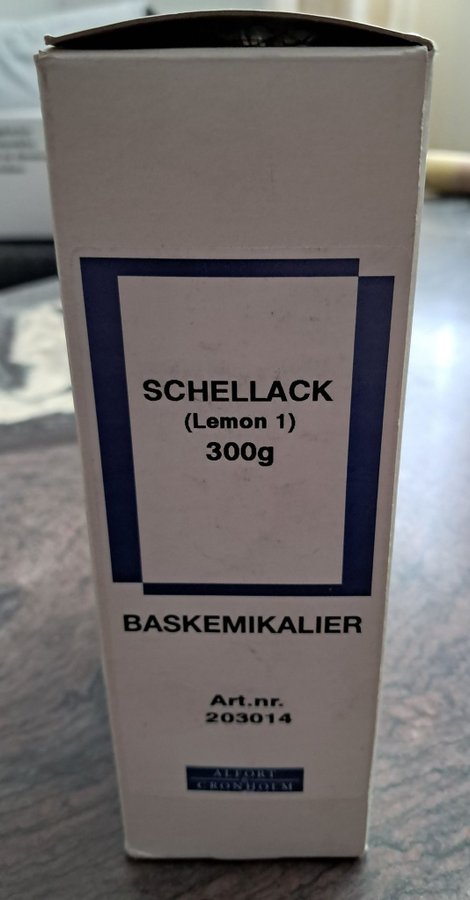 SCHELLACK
(Lemon 1)
300g
BASKEMIKALIER
Art.nr.
203014
ALFORT
CRONHOLM